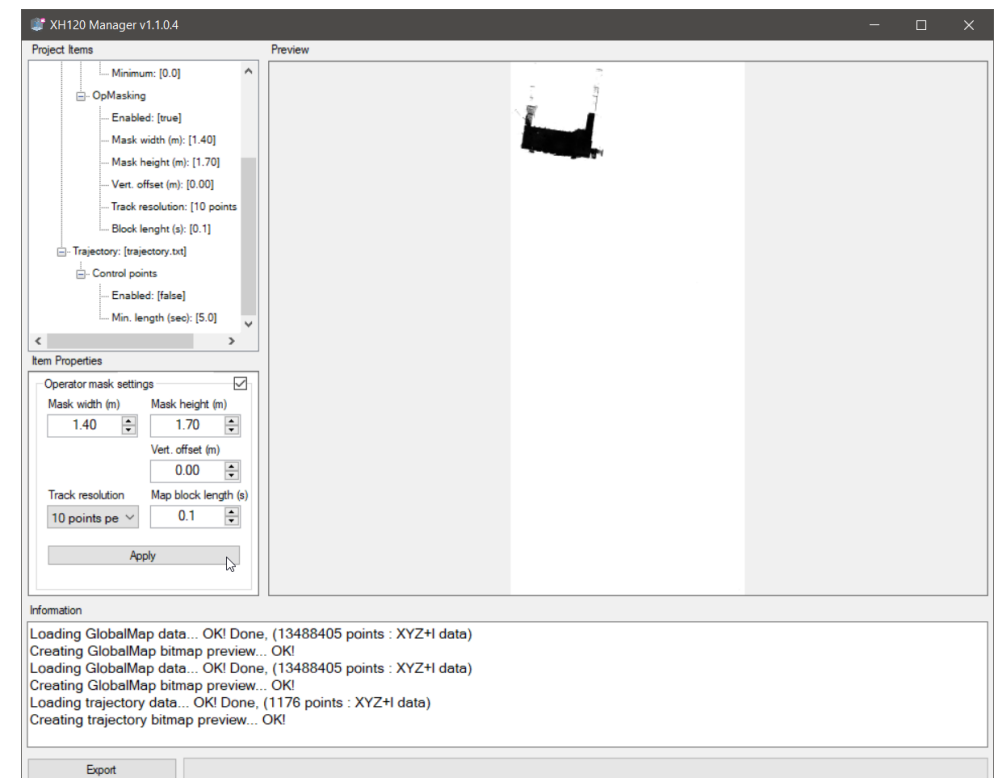 XH120 Manager v1.1.0.4
Project Items
Preview
Minimum: [0.0]
OpMasking
Enabled: [true]
Mask width (m): [1.40]
Mask height (m): [1.70]
Vert. offset (m): [0.00]
Track resolution: [10 points
Block lenght (s): [0.1]
Trajectory: [trajectory.txt]
Control points
Enabled: [false]
Min. length (sec): [5.0]
Item Properties
Operator mask settings
Mask width (m) Mask height (m)
1.40 1.70
Vert. offset (m)
0.00
Track resolution Map block length (s)
10 points pe 0.1
Apply
Information
Loading GlobalMap data... OK! Done, (13488405 points : XYZ+I data)
Creating GlobalMap bitmap preview... OK!
Loading GlobalMap data... OK! Done, (13488405 points : XYZ+I data)
Creating GlobalMap bitmap preview... OK!
Loading trajectory data... OK! Done, (1176 points : XYZ+I data)
Creating trajectory bitmap preview... OK!
Export